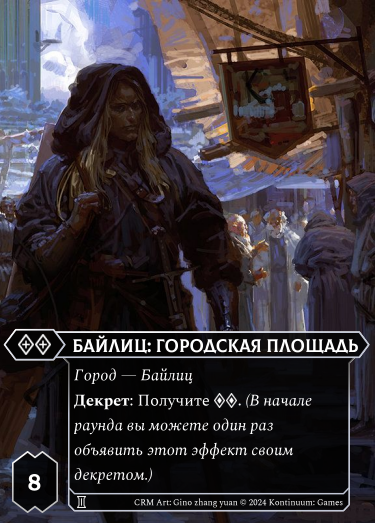 БАЙЛИЦ: ГОРОДСКАЯ ПЛОЩАДЬ
Город — Байлиц
Декрет: Получите. (В начале
раунда вы можете один раз
объявить этот эффект своим
декретом.)
8
CRM Art: Gino zhang yuan © 2024 Kontinuum: Games